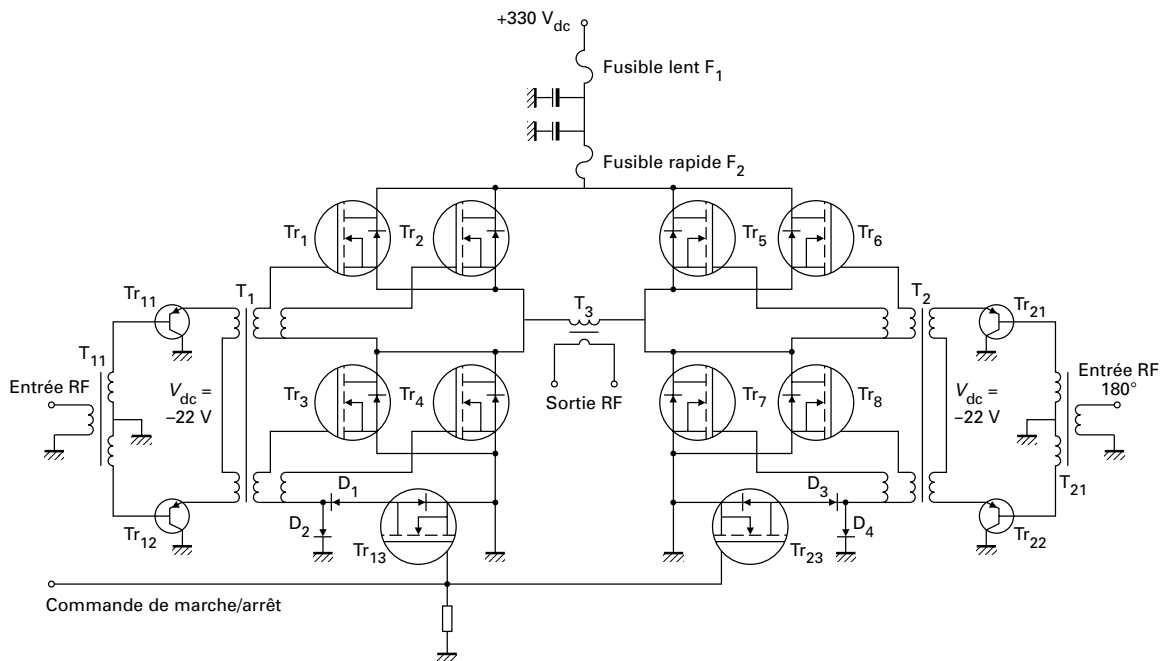 +330 Vdc
Fusible lent F1
Fusible rapide F2
Tr1
Tr2
Tr5
Tr6
Tr11
T1
T3
T2
Tr21
T11
Entrée RF
Vdc =
–22 V
Tr3
Tr4
Sortie RF
Tr7
Tr8
Vdc =
–22 V
Entrée RF
180°
T21
Tr12
D1
D2
Tr13
D3
D4
Tr23
Tr22
Commande de marche/arrêt